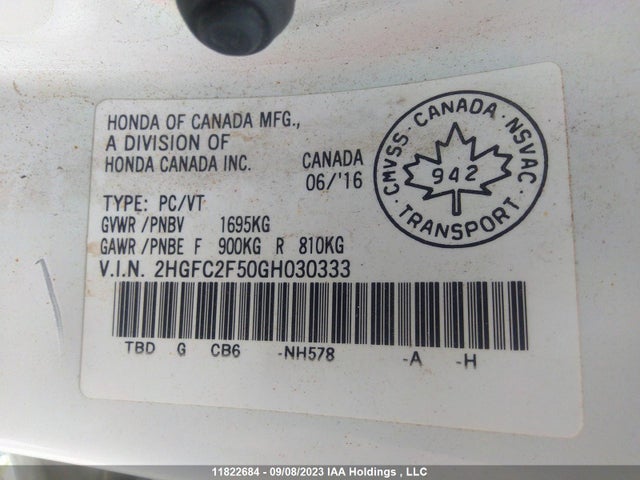 HONDA OF CANADA MFG.,
A DIVISION OF
HONDA CANADA INC.
CANADA
06/'16
CMVSS · CANADA · NSVAC
942
· TRANSPORT ·
TYPE: PC/VT
GVWR /PNBV 1695KG
GAWR /PNBE F 900KG R 810KG
V.I.N. 2HGFC2F50GH030333
TBD G CB6 -NH578 -A -H
11822684 - 09/08/2023 IAA Holdings , LLC